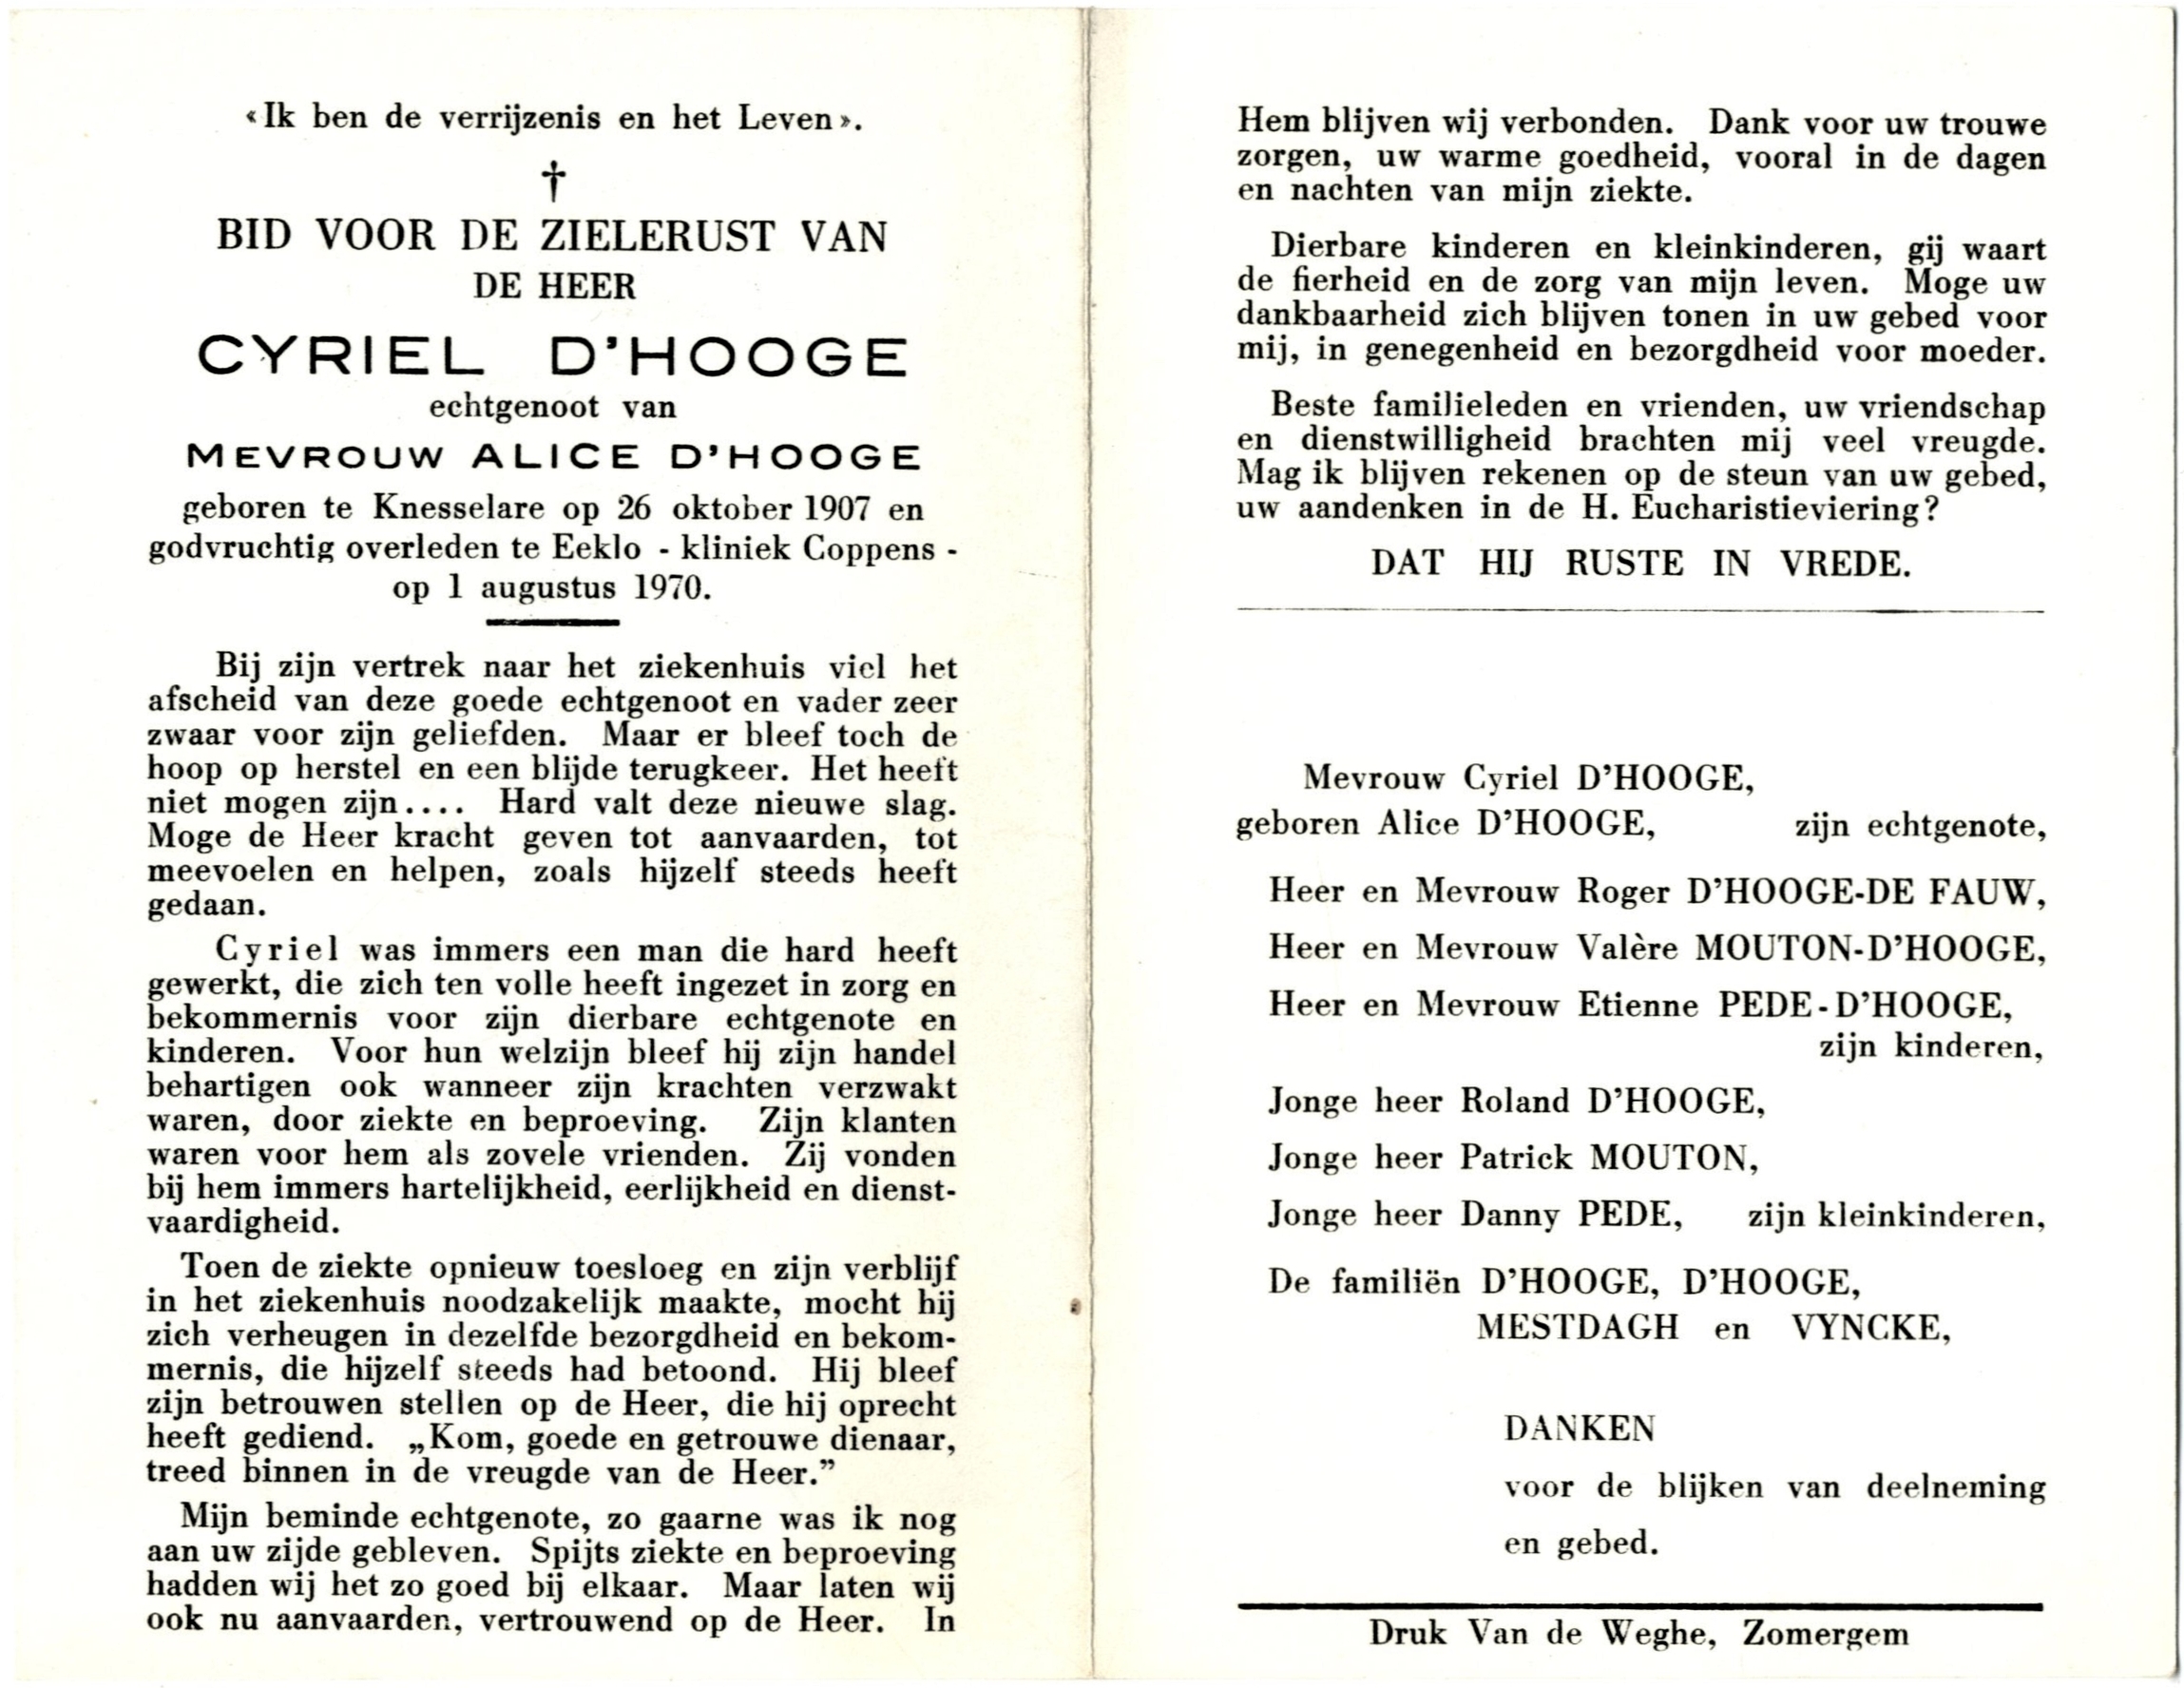 «Ik ben de verrijzenis en het Leven».
†
BID VOOR DE ZIELERUST VAN
DE HEER
CYRIEL D'HOOGE
echtgenoot van
MEVROUW ALICE D'HOOGE
geboren te Knesselare op 26 oktober 1907 en
godvruchtig overleden te Eeklo - kliniek Coppens -
op 1 augustus 1970.
Bij zijn vertrek naar het ziekenhuis viel het
afscheid van deze goede echtgenoot en vader zeer
zwaar voor zijn geliefden. Maar er bleef toch de
hoop op herstel en een blijde terugkeer. Het heeft
niet mogen zijn.... Hard valt deze nieuwe slag.
Moge de Heer kracht geven tot aanvaarden, tot
meevoelen en helpen, zoals hijzelf steeds heeft
gedaan.
Cyriel was immers een man die hard heeft
gewerkt, die zich ten volle heeft ingezet in zorg en
bekommernis voor zijn dierbare echtgenote en
kinderen. Voor hun welzijn bleef hij zijn handel
behartigen ook wanneer zijn krachten verzwakt
waren, door ziekte en beproeving. Zijn klanten
waren voor hem als zovele vrienden. Zij vonden
bij hem immers hartelijkheid, eerlijkheid en dienst-
vaardigheid.
Toen de ziekte opnieuw toesloeg en zijn verblijf
in het ziekenhuis noodzakelijk maakte, mocht hij
zich verheugen in dezelfde bezorgdheid en bekom-
mernis, die hijzelf steeds had betoond. Hij bleef
zijn betrouwen stellen op de Heer, die hij oprecht
heeft gediend. „Kom, goede en getrouwe dienaar,
treed binnen in de vreugde van de Heer.”
Mijn beminde echtgenote, zo gaarne was ik nog
aan uw zijde gebleven. Spijts ziekte en beproeving
hadden wij het zo goed bij elkaar. Maar laten wij
ook nu aanvaarden, vertrouwend op de Heer. In
Hem blijven wij verbonden. Dank voor uw trouwe
zorgen, uw warme goedheid, vooral in de dagen
en nachten van mijn ziekte.
Dierbare kinderen en kleinkinderen, gij waart
de fierheid en de zorg van mijn leven. Moge uw
dankbaarheid zich blijven tonen in uw gebed voor
mij, in genegenheid en bezorgdheid voor moeder.
Beste familieleden en vrienden, uw vriendschap
en dienstwilligheid brachten mij veel vreugde.
Mag ik blijven rekenen op de steun van uw gebed,
uw aandenken in de H. Eucharistieviering?
DAT HIJ RUSTE IN VREDE.
Mevrouw Cyriel D'HOOGE,
geboren Alice D'HOOGE, zijn echtgenote,
Heer en Mevrouw Roger D'HOOGE-DE FAUW,
Heer en Mevrouw Valère MOUTON-D'HOOGE,
Heer en Mevrouw Etienne PEDE-D'HOOGE,
zijn kinderen,
Jonge heer Roland D'HOOGE,
Jonge heer Patrick MOUTON,
Jonge heer Danny PEDE, zijn kleinkinderen,
De familiën D'HOOGE, D'HOOGE,
MESTDAGH en VYNCKE,
DANKEN
voor de blijken van deelneming
en gebed.
Druk Van de Weghe, Zomergem